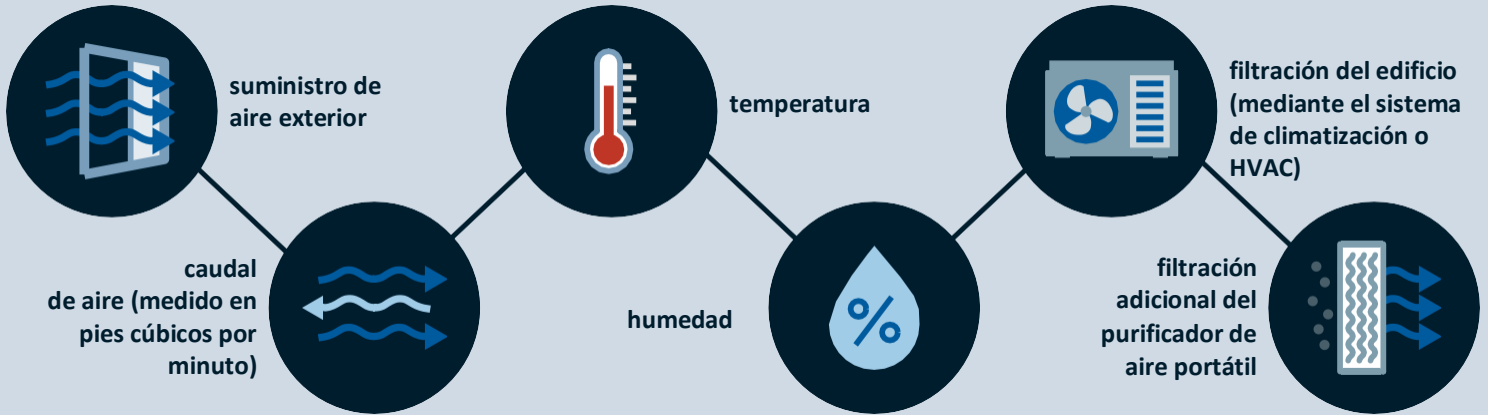 suministro de
aire exterior
caudal
de aire (medido en
pies cúbicos por
minuto)
temperatura
humedad
%
filtración del edificio
(mediante el sistema
de climatización o
HVAC)
filtración
adicional del
purificador de
aire portátil